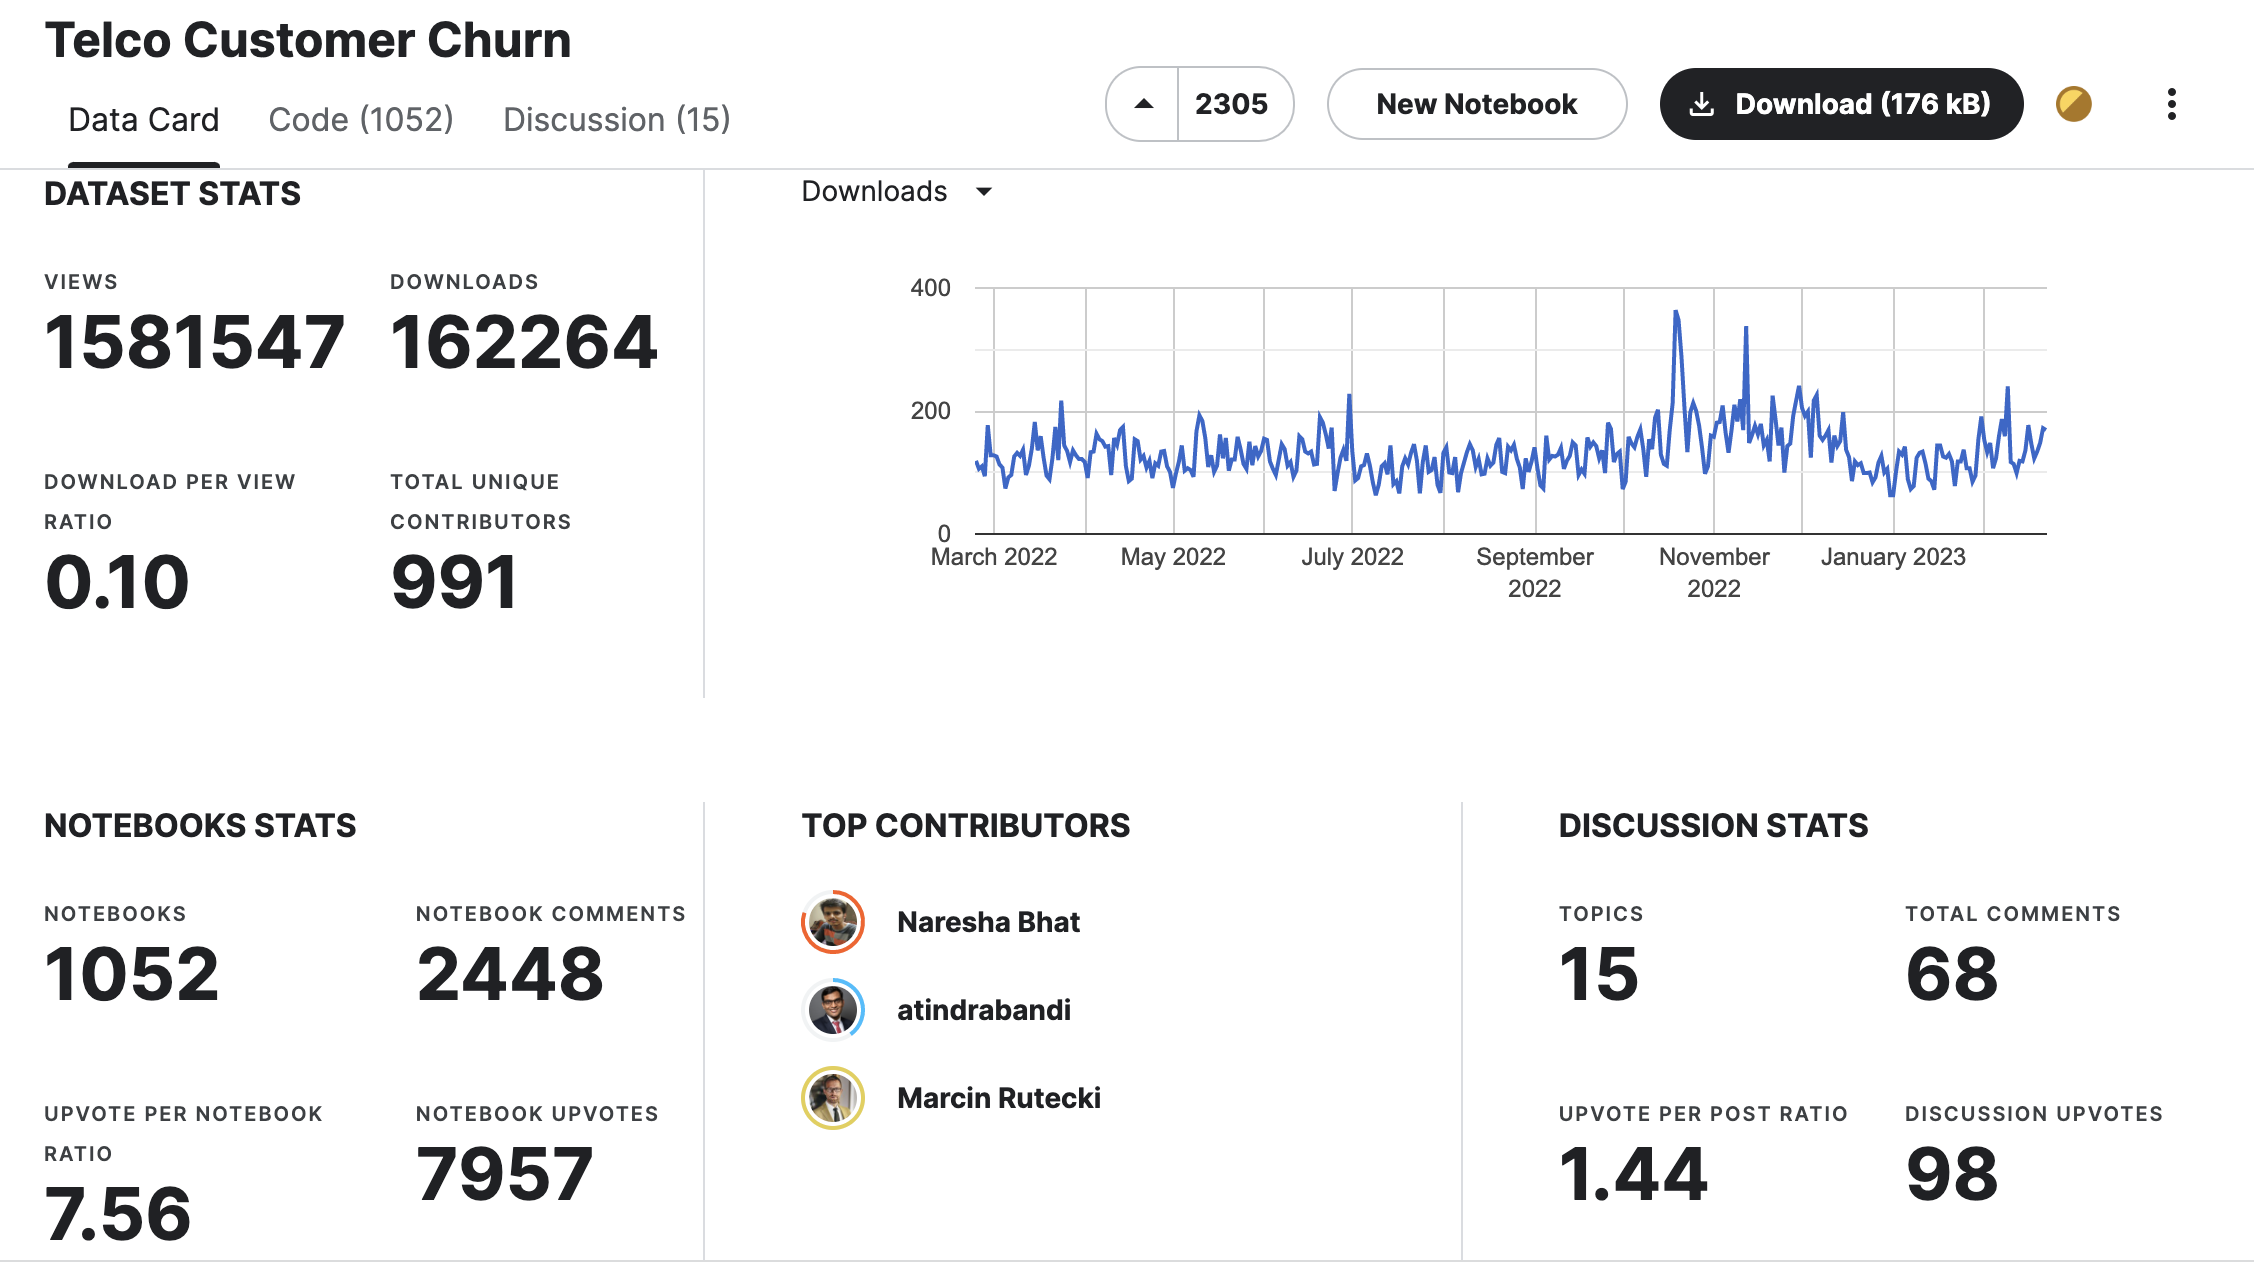 Telco Customer Churn
Data Card Code (1052) Discussion (15)
2305
New Notebook
Download (176 kB)
DATASET STATS
VIEWS
1581547
DOWNLOADS
162264
DOWNLOAD PER VIEW
RATIO
0.10
TOTAL UNIQUE
CONTRIBUTORS
991
Downloads
400
200
0
March 2022
May 2022
July 2022
September
2022
November
2022
January 2023
NOTEBOOKS STATS
NOTEBOOKS
1052
NOTEBOOK COMMENTS
2448
UPVOTE PER NOTEBOOK
RATIO
7.56
NOTEBOOK UPVOTES
7957
TOP CONTRIBUTORS
Naresha Bhat
atindrabandi
Marcin Rutecki
DISCUSSION STATS
TOPICS
15
TOTAL COMMENTS
68
UPVOTE PER POST RATIO
1.44
DISCUSSION UPVOTES
98